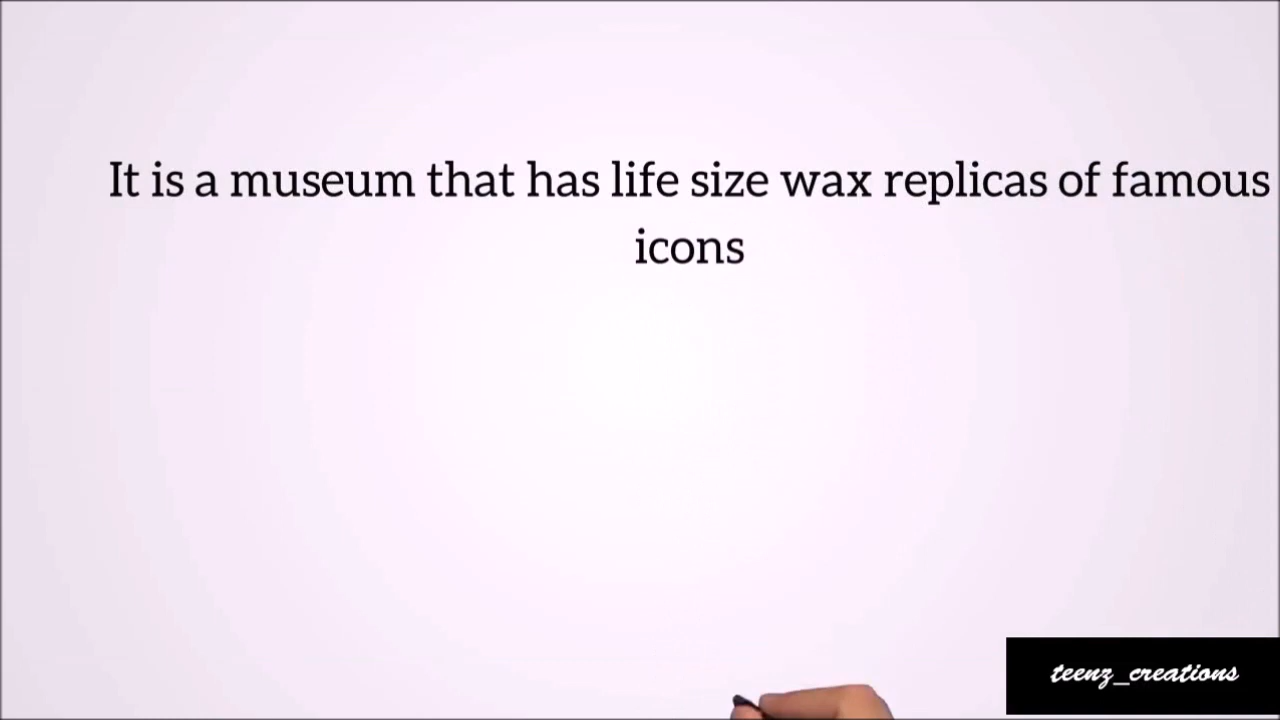 It is a museum that has life size wax replicas of famous
icons
teenz_creations